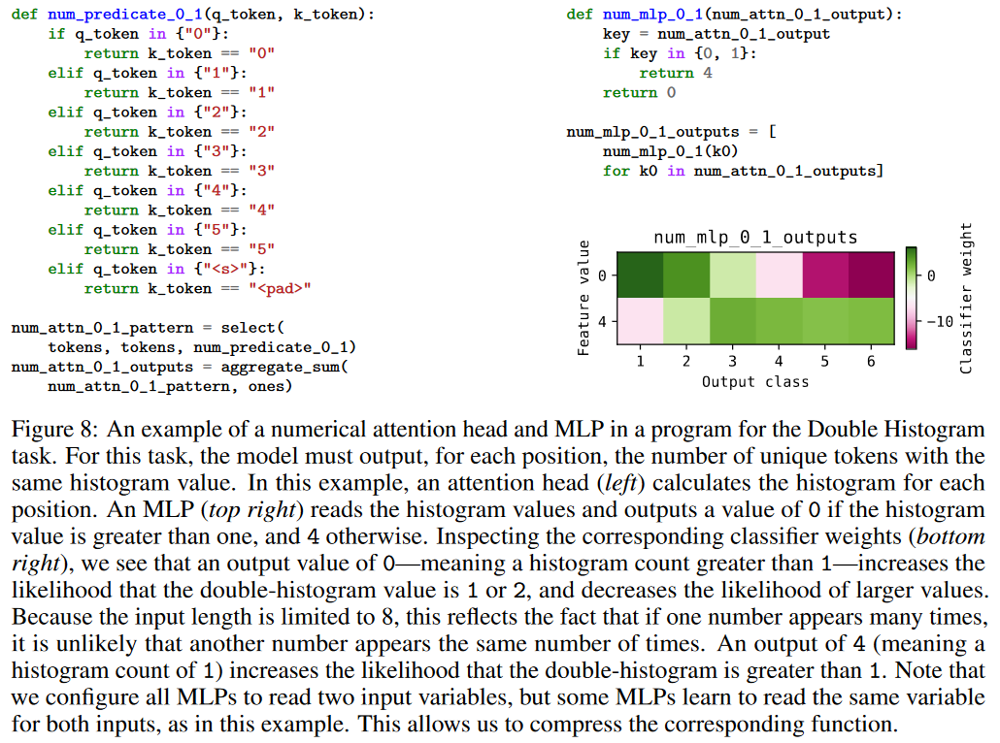 def num_predicate_0_1(q_token, k_token):
    if q_token in {"0"}:
        return k_token == "0"
    elif q_token in {"1"}:
        return k_token == "1"
    elif q_token in {"2"}:
        return k_token == "2"
    elif q_token in {"3"}:
        return k_token == "3"
    elif q_token in {"4"}:
        return k_token == "4"
    elif q_token in {"5"}:
        return k_token == "5"
    elif q_token in {"<s>"}:
        return k_token == "<pad>"
num_attn_0_1_pattern = select(
    tokens, tokens, num_predicate_0_1)
num_attn_0_1_outputs = aggregate_sum(
    num_attn_0_1_pattern, ones)
def num_mlp_0_1(num_attn_0_1_output):
    key = num_attn_0_1_output
    if key in {0, 1}:
        return 4
    return 0
num_mlp_0_1_outputs = [
    num_mlp_0_1(k0)
    for k0 in num_attn_0_1_outputs]
num_mlp_0_1_outputs
Feature value
0
4
1 2 3 4 5 6
Output class
0
−10
Classifier weight
Figure 8: An example of a numerical attention head and MLP in a program for the Double Histogram
task. For this task, the model must output, for each position, the number of unique tokens with the
same histogram value. In this example, an attention head (left) calculates the histogram for each
position. An MLP (top right) reads the histogram values and outputs a value of 0 if the histogram
value is greater than one, and 4 otherwise. Inspecting the corresponding classifier weights (bottom
right), we see that an output value of 0—meaning a histogram count greater than 1—increases the
likelihood that the double-histogram value is 1 or 2, and decreases the likelihood of larger values.
Because the input length is limited to 8, this reflects the fact that if one number appears many times,
it is unlikely that another number appears the same number of times. An output of 4 (meaning a
histogram count of 1) increases the likelihood that the double-histogram is greater than 1. Note that
we configure all MLPs to read two input variables, but some MLPs learn to read the same variable
for both inputs, as in this example. This allows us to compress the corresponding function.